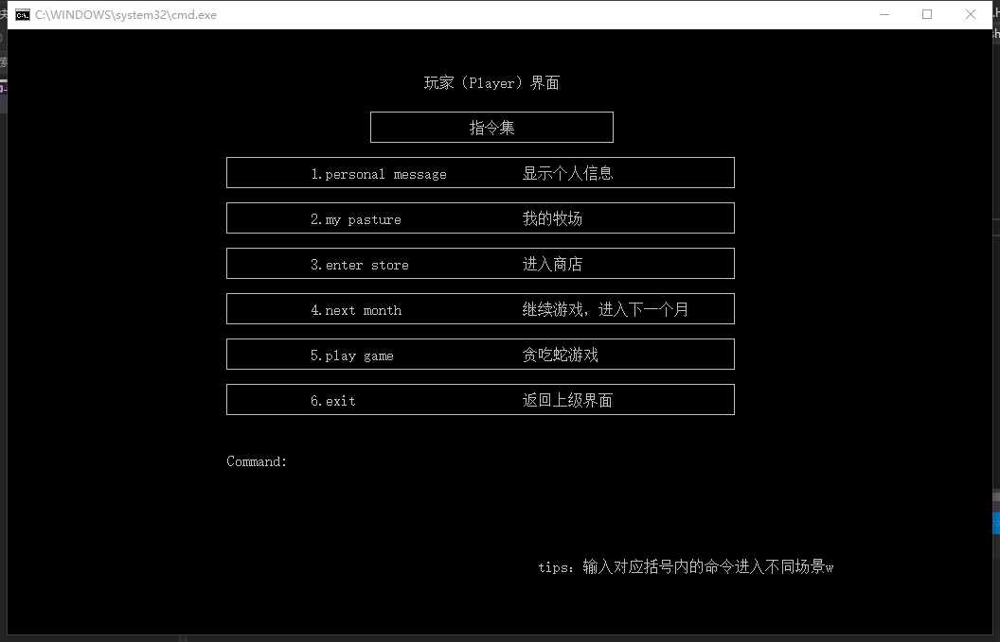 C:\WINDOWS\system32\cmd.exe
玩家（Player）界面
指令集
1.personal message 显示个人信息
2.my pasture 我的牧场
3.enter store 进入商店
4.next month 继续游戏，进入下一个月
5.play game 贪吃蛇游戏
6.exit 返回上级界面
Command:
tips：输入对应括号内的命令进入不同场景w